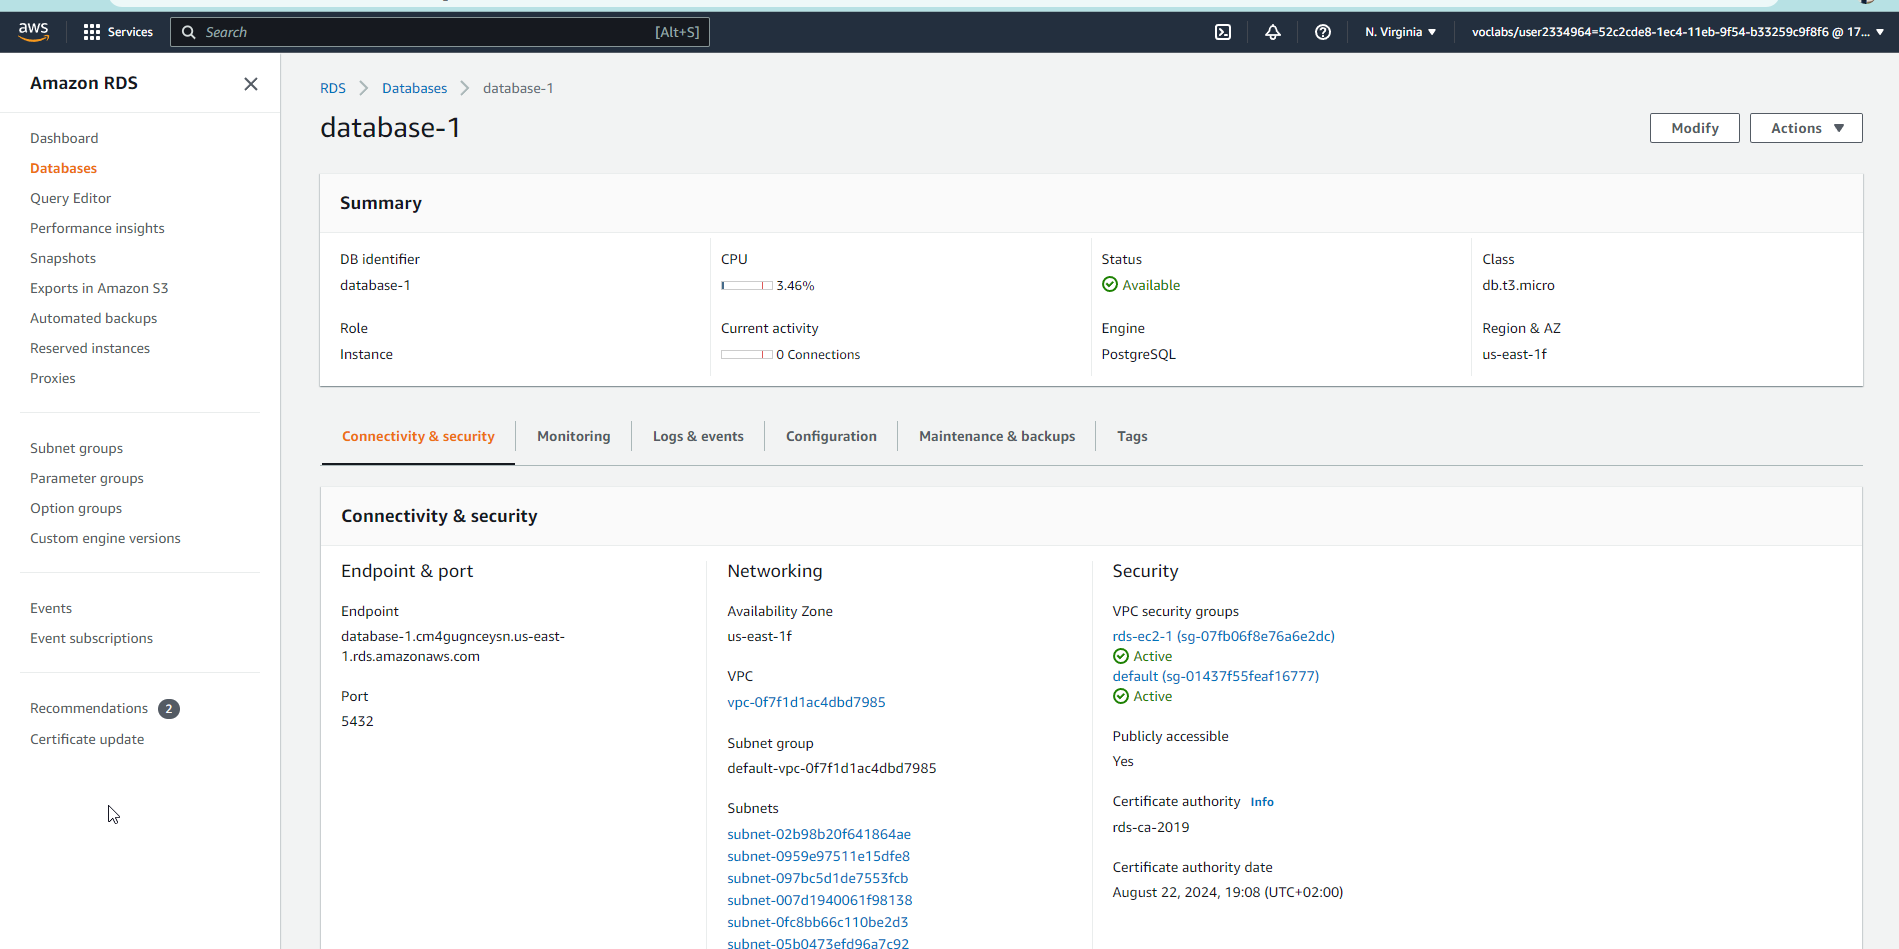 aws
Services
Search
[Alt+S]
N. Virginia
voclabs/user2334964=52c2cde8-1ec4-11eb-9f54-b33259c9f8f6 @ 17...
Amazon RDS
Dashboard
Databases
Query Editor
Performance insights
Snapshots
Exports in Amazon S3
Automated backups
Reserved instances
Proxies
Subnet groups
Parameter groups
Option groups
Custom engine versions
Events
Event subscriptions
Recommendations 2
Certificate update
RDS
Databases
database-1
database-1
Modify
Actions
Summary
DB identifier
database-1
Role
Instance
CPU
3.46%
Current activity
0 Connections
Status
Available
Engine
PostgreSQL
Class
db.t3.micro
Region & AZ
us-east-1f
Connectivity & security
Monitoring
Logs & events
Configuration
Maintenance & backups
Tags
Connectivity & security
Endpoint & port
Endpoint
database-1.cm4gugnceysn.us-east-
1.rds.amazonaws.com
Port
5432
Networking
Availability Zone
us-east-1f
VPC
vpc-0f7f1d1ac4dbd7985
Subnet group
default-vpc-0f7f1d1ac4dbd7985
Subnets
subnet-02b98b20f641864ae
subnet-0959e97511e15dfe8
subnet-097bc5d1de7553fcb
subnet-007d1940061f98138
subnet-0fc8bb66c110be2d3
subnet-05b0473efd96a7c92
Security
VPC security groups
rds-ec2-1 (sg-07fb06f8e76a6e2dc)
Active
default (sg-01437f55feaf16777)
Active
Publicly accessible
Yes
Certificate authority Info
rds-ca-2019
Certificate authority date
August 22, 2024, 19:08 (UTC+02:00)